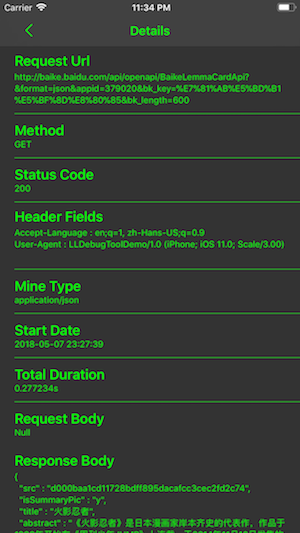 Carrier 11:34 PM
Details
Request Url
http://baike.baidu.com/api/openapi/BaikeLemmaCardApi?
&format=json&appid=379020&bk_key=%E7%81%AB%E5%BD%B1
%E5%BF%8D%E8%80%85&bk_length=600
Method
GET
Status Code
200
Header Fields
Accept-Language : en;q=1, zh-Hans-US;q=0.9
User-Agent : LLDebugToolDemo/1.0 (iPhone; iOS 11.0; Scale/3.00)
Mine Type
application/json
Start Date
2018-05-07 23:27:39
Total Duration
0.277234s
Request Body
Null
Response Body
{
"src" : "d000baa1cd11728bdff895dacafcc3cec2fd2c74",
"isSummaryPic" : "y",
"title" : "火影忍者",
"abstract" : "《火影忍者》是日本漫画家岸本齐史的代表作，作品于